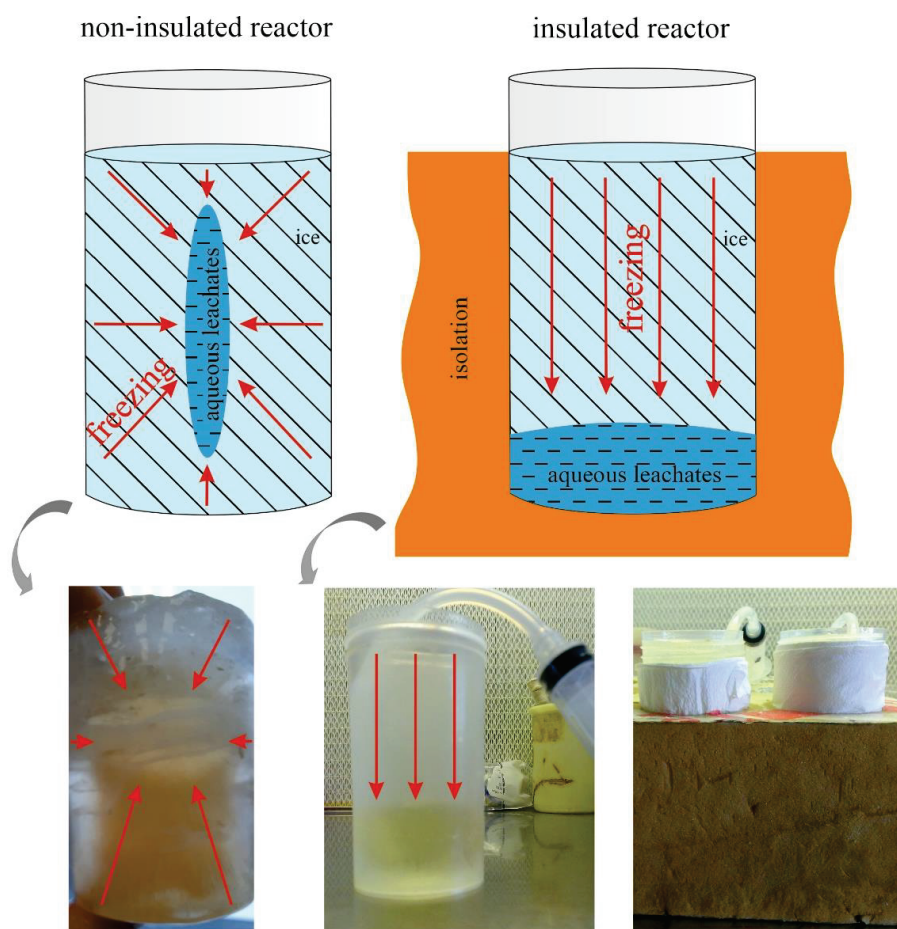 non-insulated reactor
insulated reactor
ice
aqueous leachates
freezing
isolation
freezing
ice
aqueous leachates